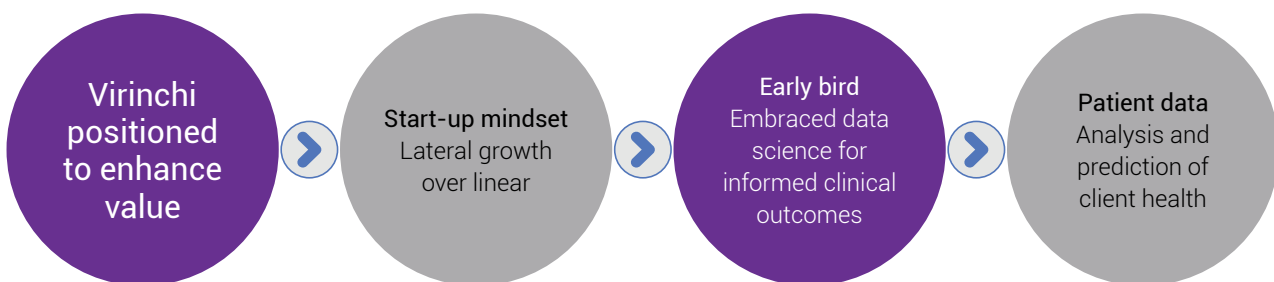 Virinchi
positioned
to enhance
value
Start-up mindset
Lateral growth
over linear
Early bird
Embraced data
science for
informed clinical
outcomes
Patient data
Analysis and
prediction of
client health